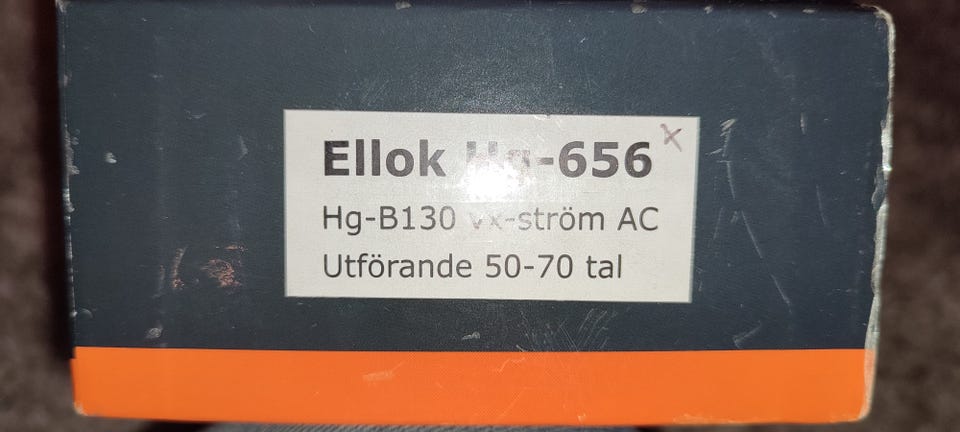 Ellok Hg-656
Hg-B130 vx-ström AC
Utförande 50-70 tal